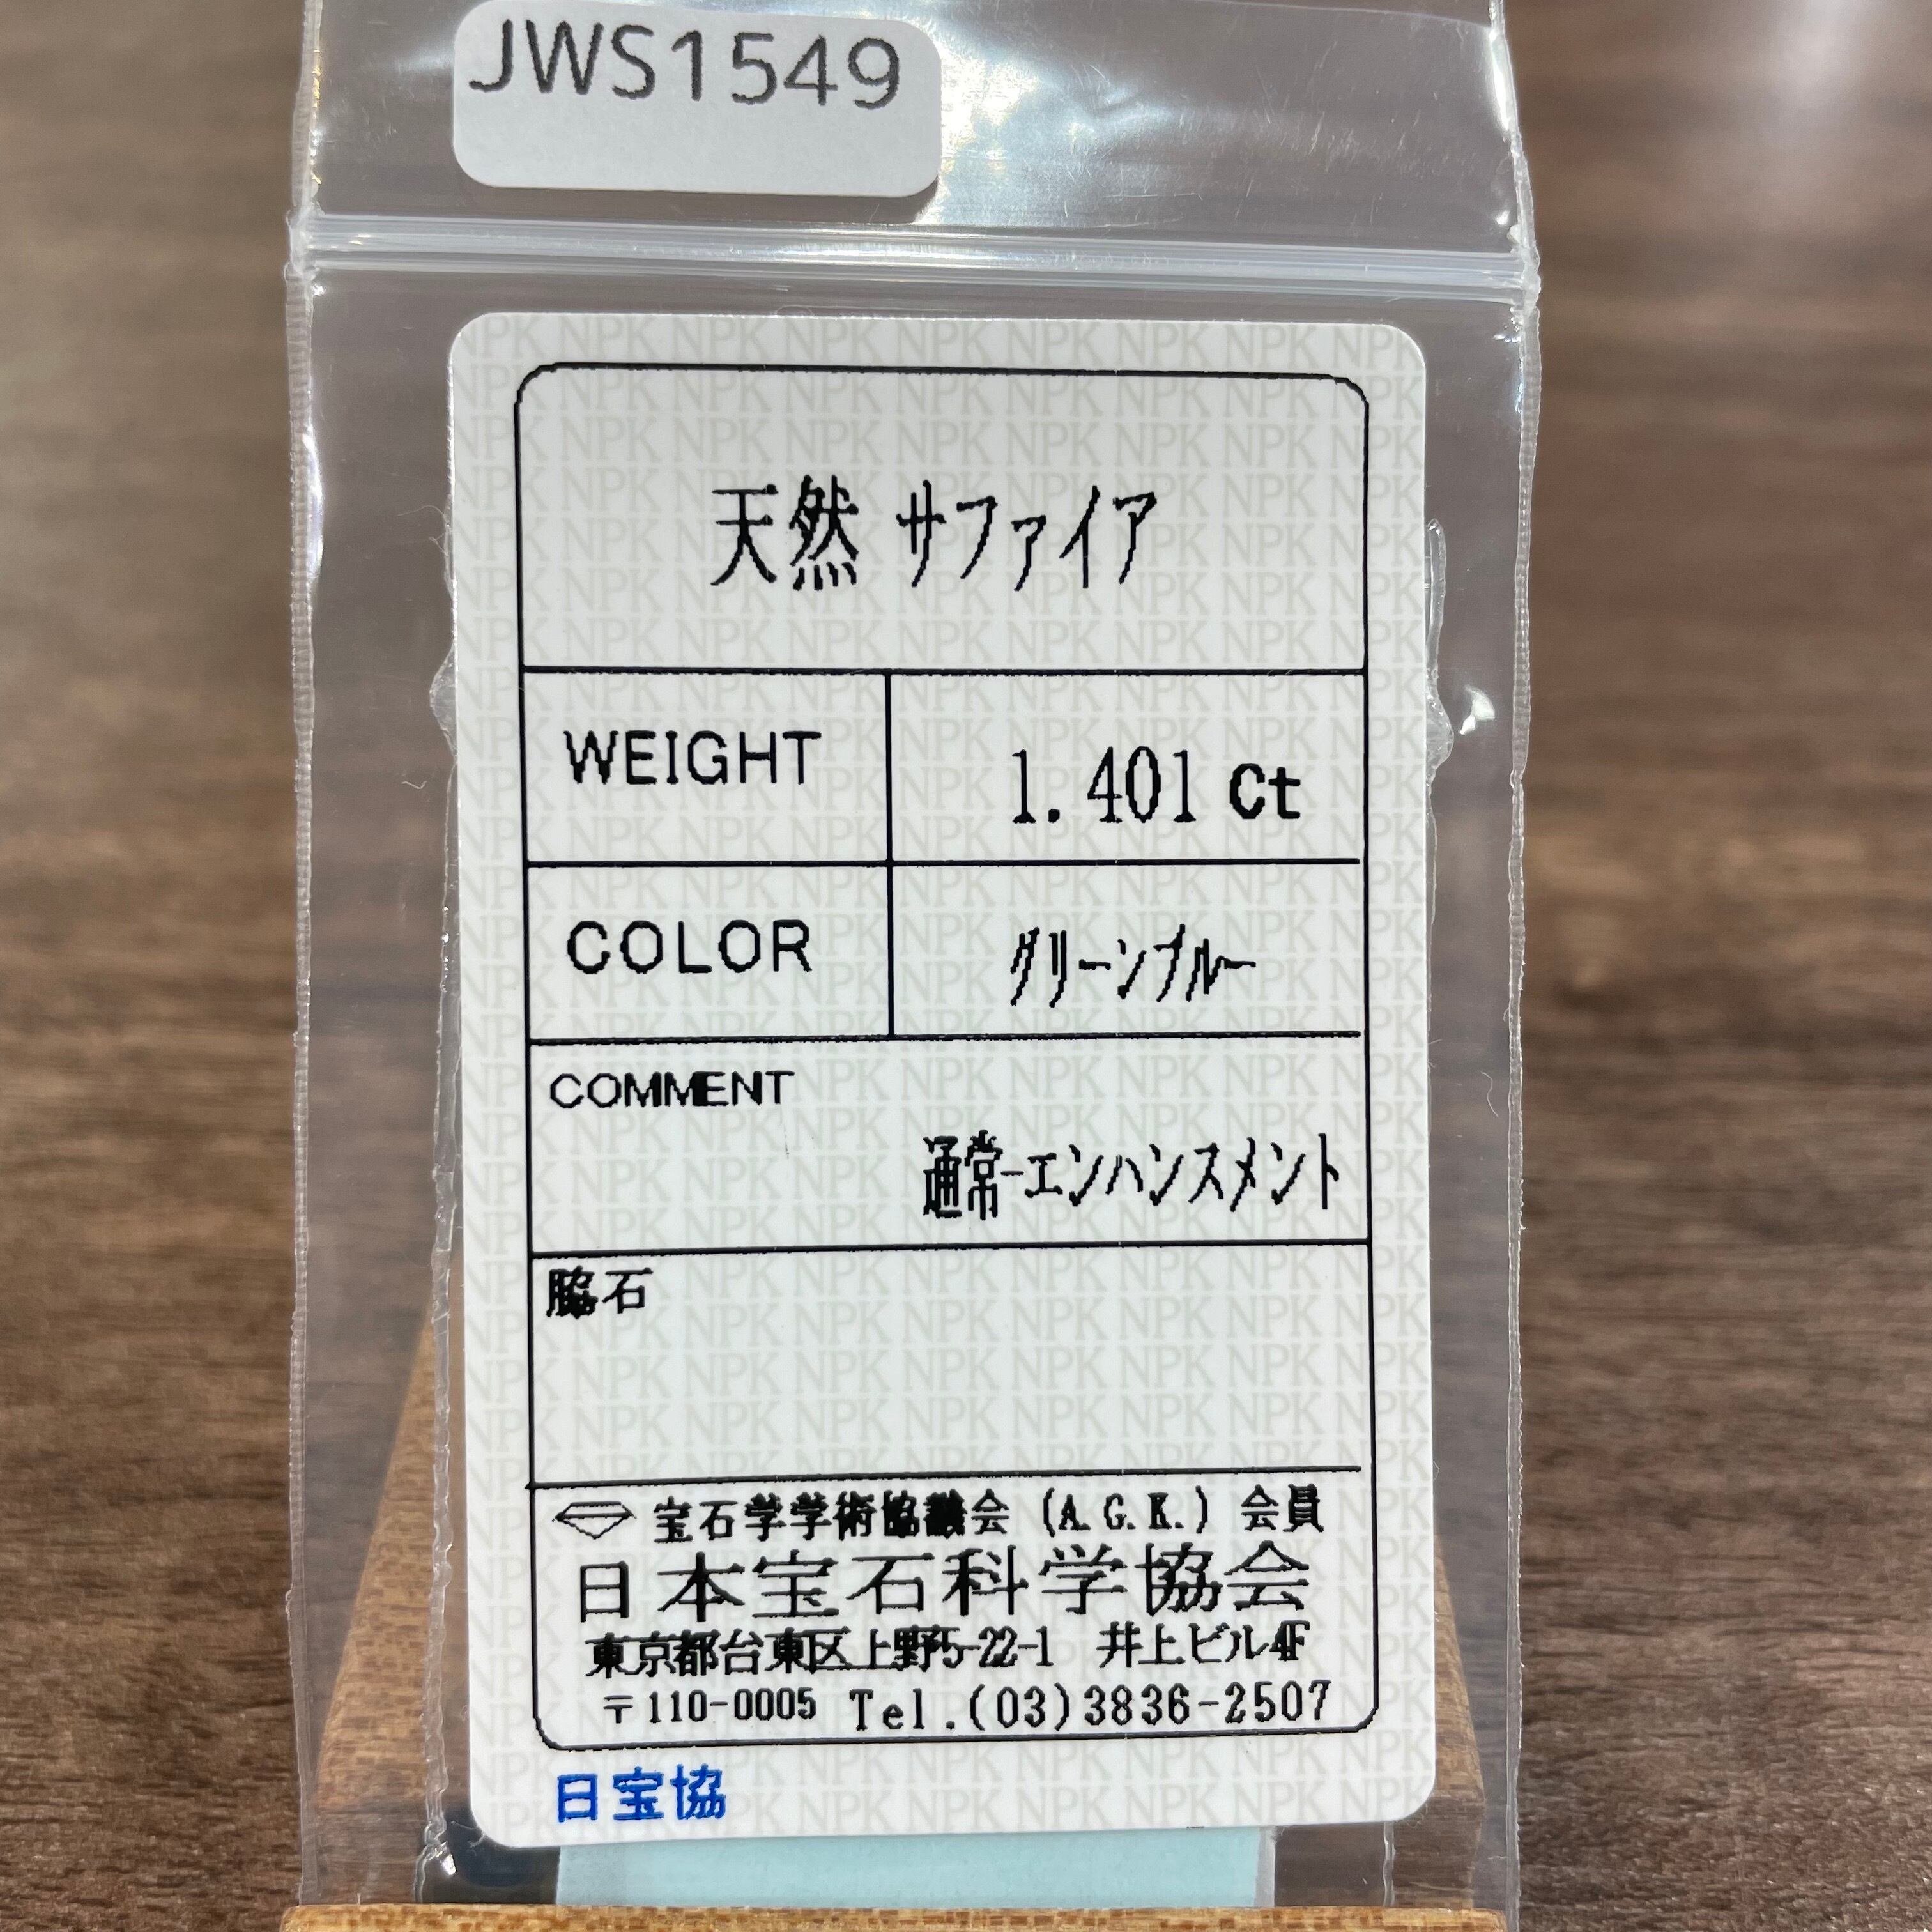 JWS1549
天然 サファイア
WEIGHT 1.401 Ct
COLOR グリーンブルー
COMMENT
通常-エンハンスメント
脇石
宝石学学術協議会 (A.G.K.) 会員
日本宝石科学協会
東京都台東区上野5-22-1 井上ビル4F
〒110-0005 Tel.(03)3836-2507
日宝協